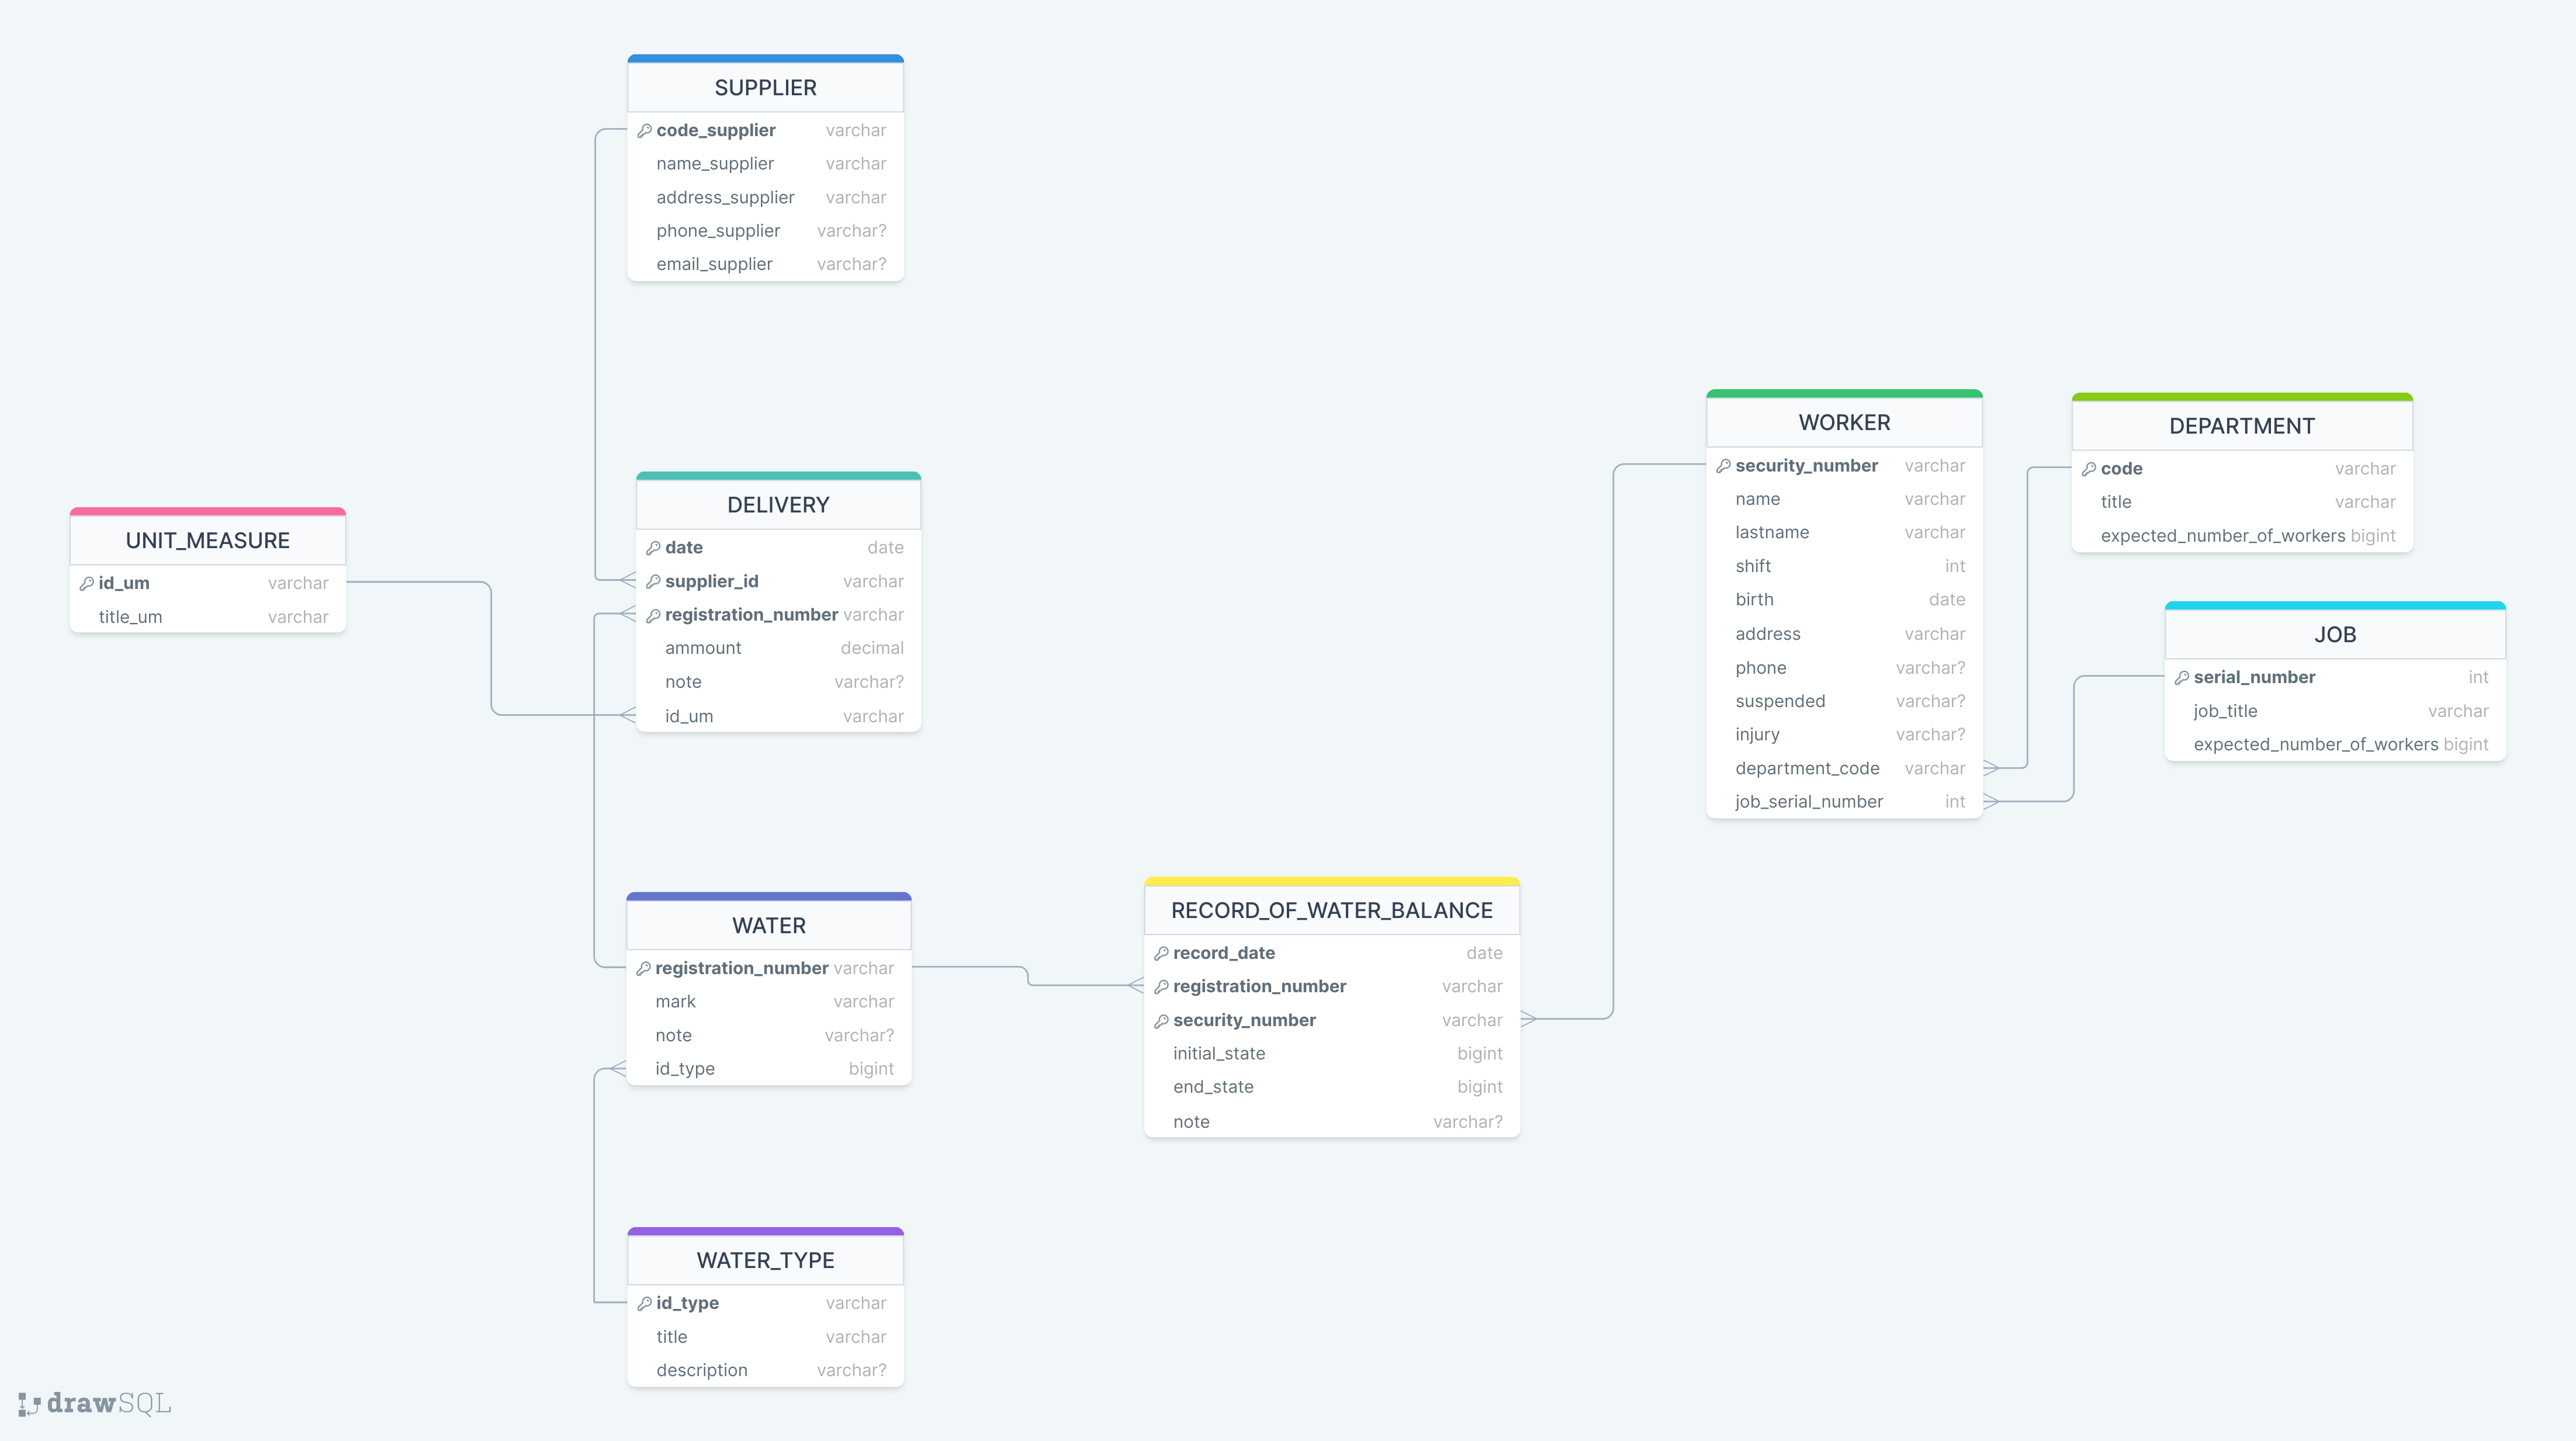 SUPPLIER
code_supplier varchar
name_supplier varchar
address_supplier varchar
phone_supplier varchar?
email_supplier varchar?
UNIT_MEASURE
id_um varchar
title_um varchar
DELIVERY
date date
supplier_id varchar
registration_number varchar
ammount decimal
note varchar?
id_um varchar
WORKER
security_number varchar
name varchar
lastname varchar
shift int
birth date
address varchar
phone varchar?
suspended varchar?
injury varchar?
department_code varchar
job_serial_number int
DEPARTMENT
code varchar
title varchar
expected_number_of_workers bigint
JOB
serial_number int
job_title varchar
expected_number_of_workers bigint
WATER
registration_number varchar
mark varchar
note varchar?
id_type bigint
RECORD_OF_WATER_BALANCE
record_date date
registration_number varchar
security_number varchar
initial_state bigint
end_state bigint
note varchar?
WATER_TYPE
id_type varchar
title varchar
description varchar?
drawSQL